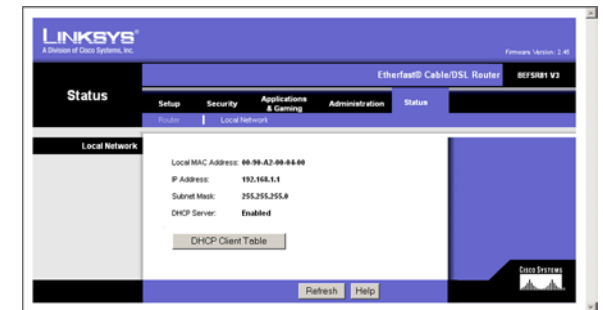 LINKSYS®
A Division of Cisco Systems, Inc.
Firmware Version: 2.45
Etherfast® Cable/DSL Router BEFSR81 V3
Status
Setup Security Applications & Gaming Administration Status
Router Local Network
Local Network
Local MAC Address: 00-90-A2-00-04-00
IP Address: 192.168.1.1
Subnet Mask: 255.255.255.0
DHCP Server: Enabled
DHCP Client Table
CISCO SYSTEMS
Refresh Help